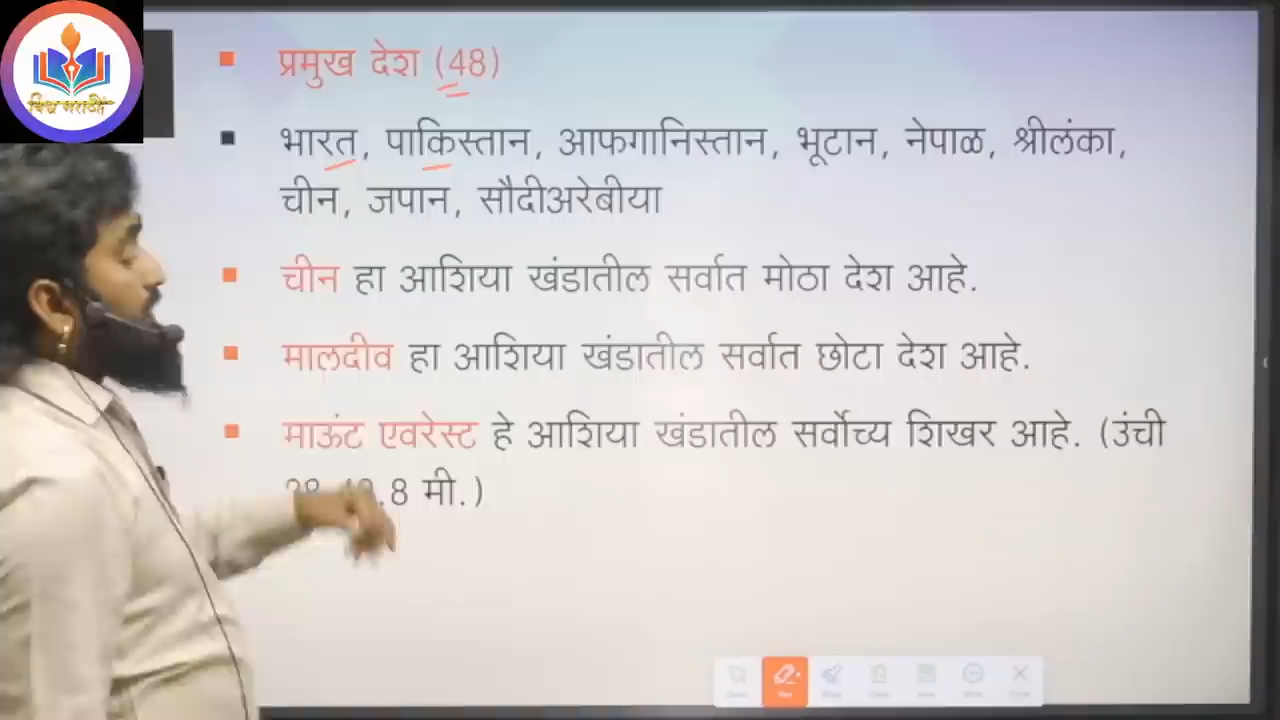 विश्व मराठी
प्रमुख देश (48)
भारत, पाकिस्तान, आफगानिस्तान, भूटान, नेपाळ, श्रीलंका,
चीन, जपान, सौदीअरेबीया
चीन हा आशिया खंडातील सर्वात मोठा देश आहे.
मालदीव हा आशिया खंडातील सर्वात छोटा देश आहे.
माऊंट एवरेस्ट हे आशिया खंडातील सर्वोच्य शिखर आहे. (उंची
.8 मी.)